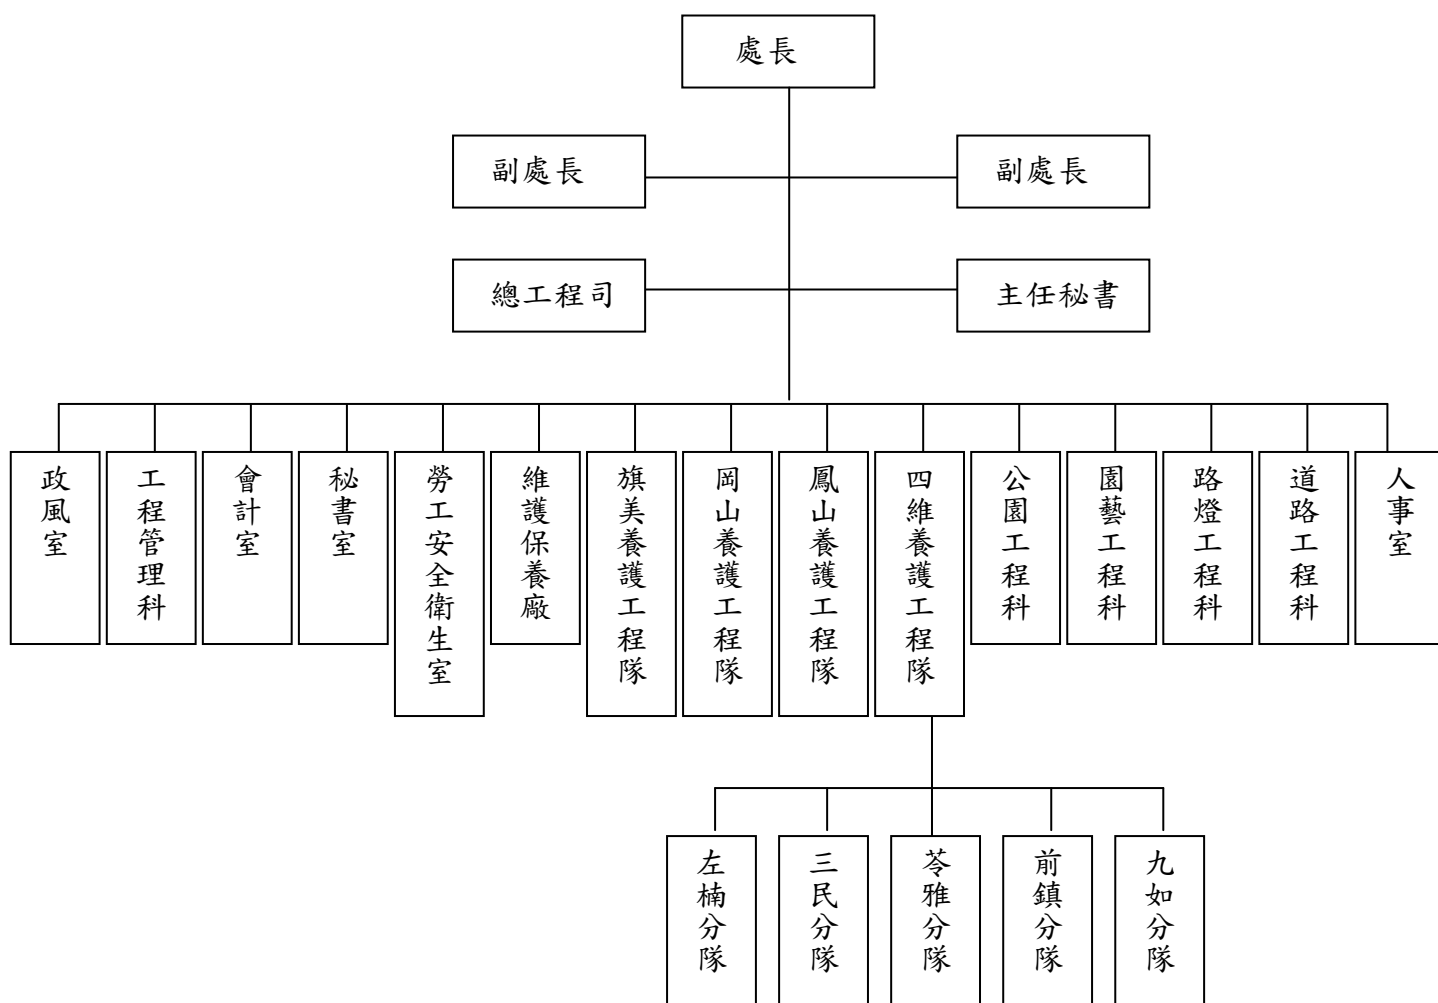 處長
副處長
副處長
總工程司
主任秘書
政風室
工程管理科
會計室
秘書室
勞工安全衛生室
維護保養廠
旗美養護工程隊
岡山養護工程隊
鳳山養護工程隊
四維養護工程隊
公園工程科
園藝工程科
路燈工程科
道路工程科
人事室
左楠分隊
三民分隊
苓雅分隊
前鎮分隊
九如分隊